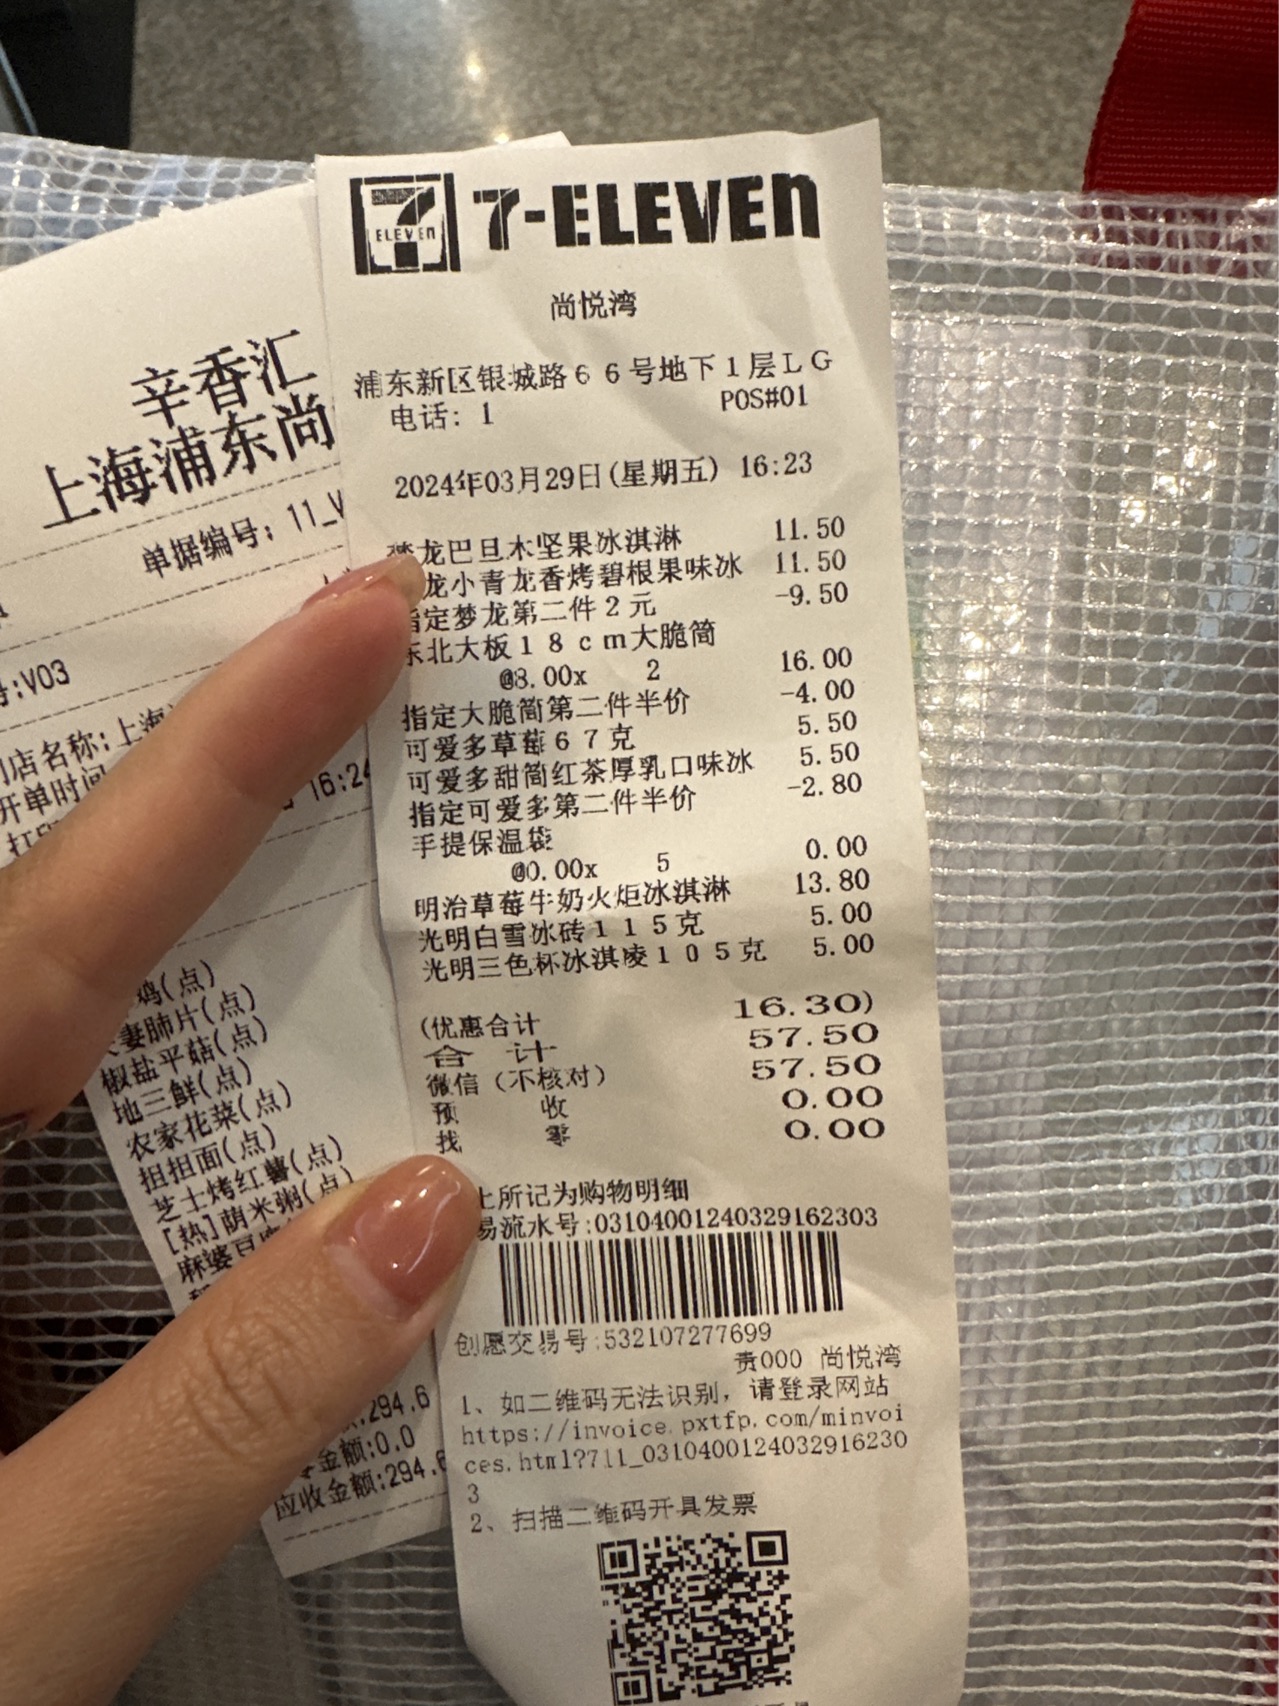 7 ELEVEn
7-ELEVEn
尚悦湾
浦东新区银城路66号地下1层LG
电话: 1 POS#01
2024年03月29日(星期五) 16:23
梦龙巴旦木坚果冰淇淋 11.50
龙小青龙香烤碧根果味冰 11.50
指定梦龙第二件2元 -9.50
东北大板18cm大脆筒
@8.00x 2 16.00
指定大脆筒第二件半价 -4.00
可爱多草莓67克 5.50
可爱多甜筒红茶厚乳口味冰 5.50
指定可爱多第二件半价 -2.80
手提保温袋
@0.00x 5 0.00
明治草莓牛奶火炬冰淇淋 13.80
光明白雪冰砖115克 5.00
光明三色杯冰淇凌105克 5.00
(优惠合计 16.30)
合 计 57.50
微信(不核对) 57.50
预 收 0.00
找 零 0.00
上所记为购物明细
易流水号:03104001240329162303
创愿交易号:532107277699
贵000 尚悦湾
1、如二维码无法识别，请登录网站
https://invoice.pxtfp.com/minvoi
ces.html?711_0310400124032916230
3
2、扫描二维码开具发票
辛香汇
上海浦东尚
单据编号: 11_V
:V03
门店名称:上海
开单时间
16:24
鸡(点)
妻肺片(点)
椒盐平菇(点)
地三鲜(点)
农家花菜(点)
担担面(点)
芝士烤红薯(点)
[热]萌米粥(点)
麻婆豆
:294.6
金额:0.0
应收金额:294.6